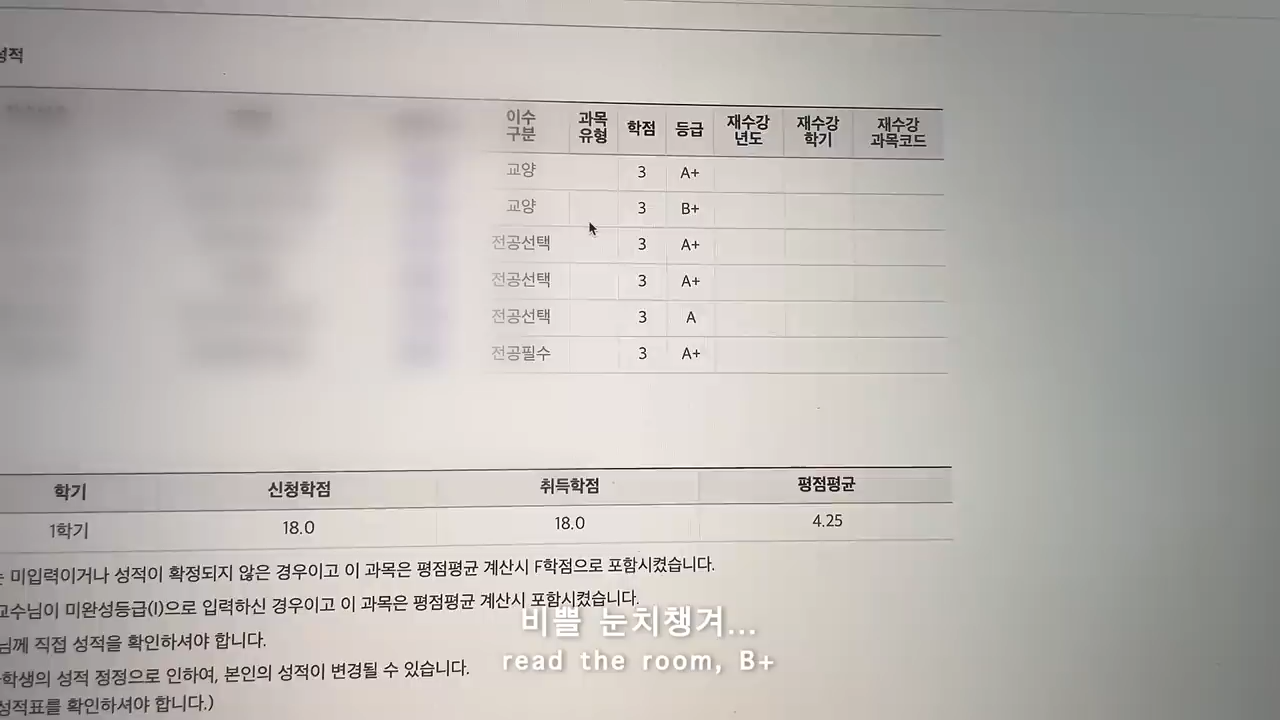 성적
이수 구분 과목 유형 학점 등급 재수강 년도 재수강 학기 재수강 과목코드
교양 3 A+
교양 3 B+
전공선택 3 A+
전공선택 3 A+
전공선택 3 A
전공필수 3 A+
학기 신청학점 취득학점 평점평균
1학기 18.0 18.0 4.25
는 미입력이거나 성적이 확정되지 않은 경우이고 이 과목은 평점평균 계산시 F학점으로 포함시켰습니다.
교수님이 미완성등급(I)으로 입력하신 경우이고 이 과목은 평점평균 계산시 포함시켰습니다.
님께 직접 성적을 확인하셔야 합니다.
학생의 성적 정정으로 인하여, 본인의 성적이 변경될 수 있습니다.
성적표를 확인하셔야 합니다.)
비쁠 눈치챙겨...
read the room, B+